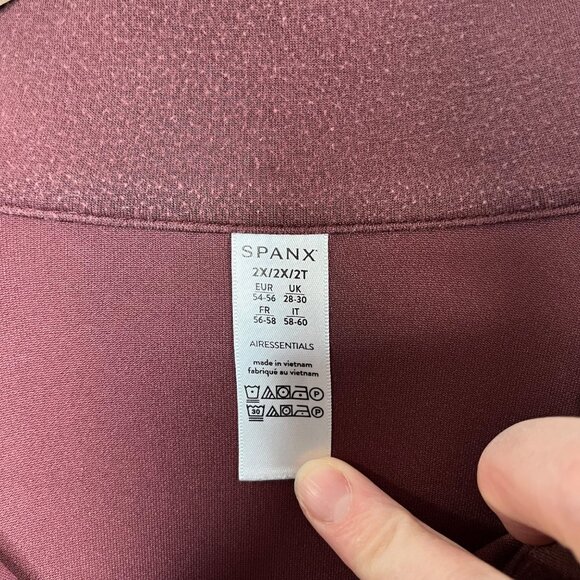 SPANX
2X/2X/2T
EUR UK
54-56 28-30
FR IT
56-58 58-60
AIRESSENTIALS
made in vietnam
fabriqué au vietnam
P
30 P